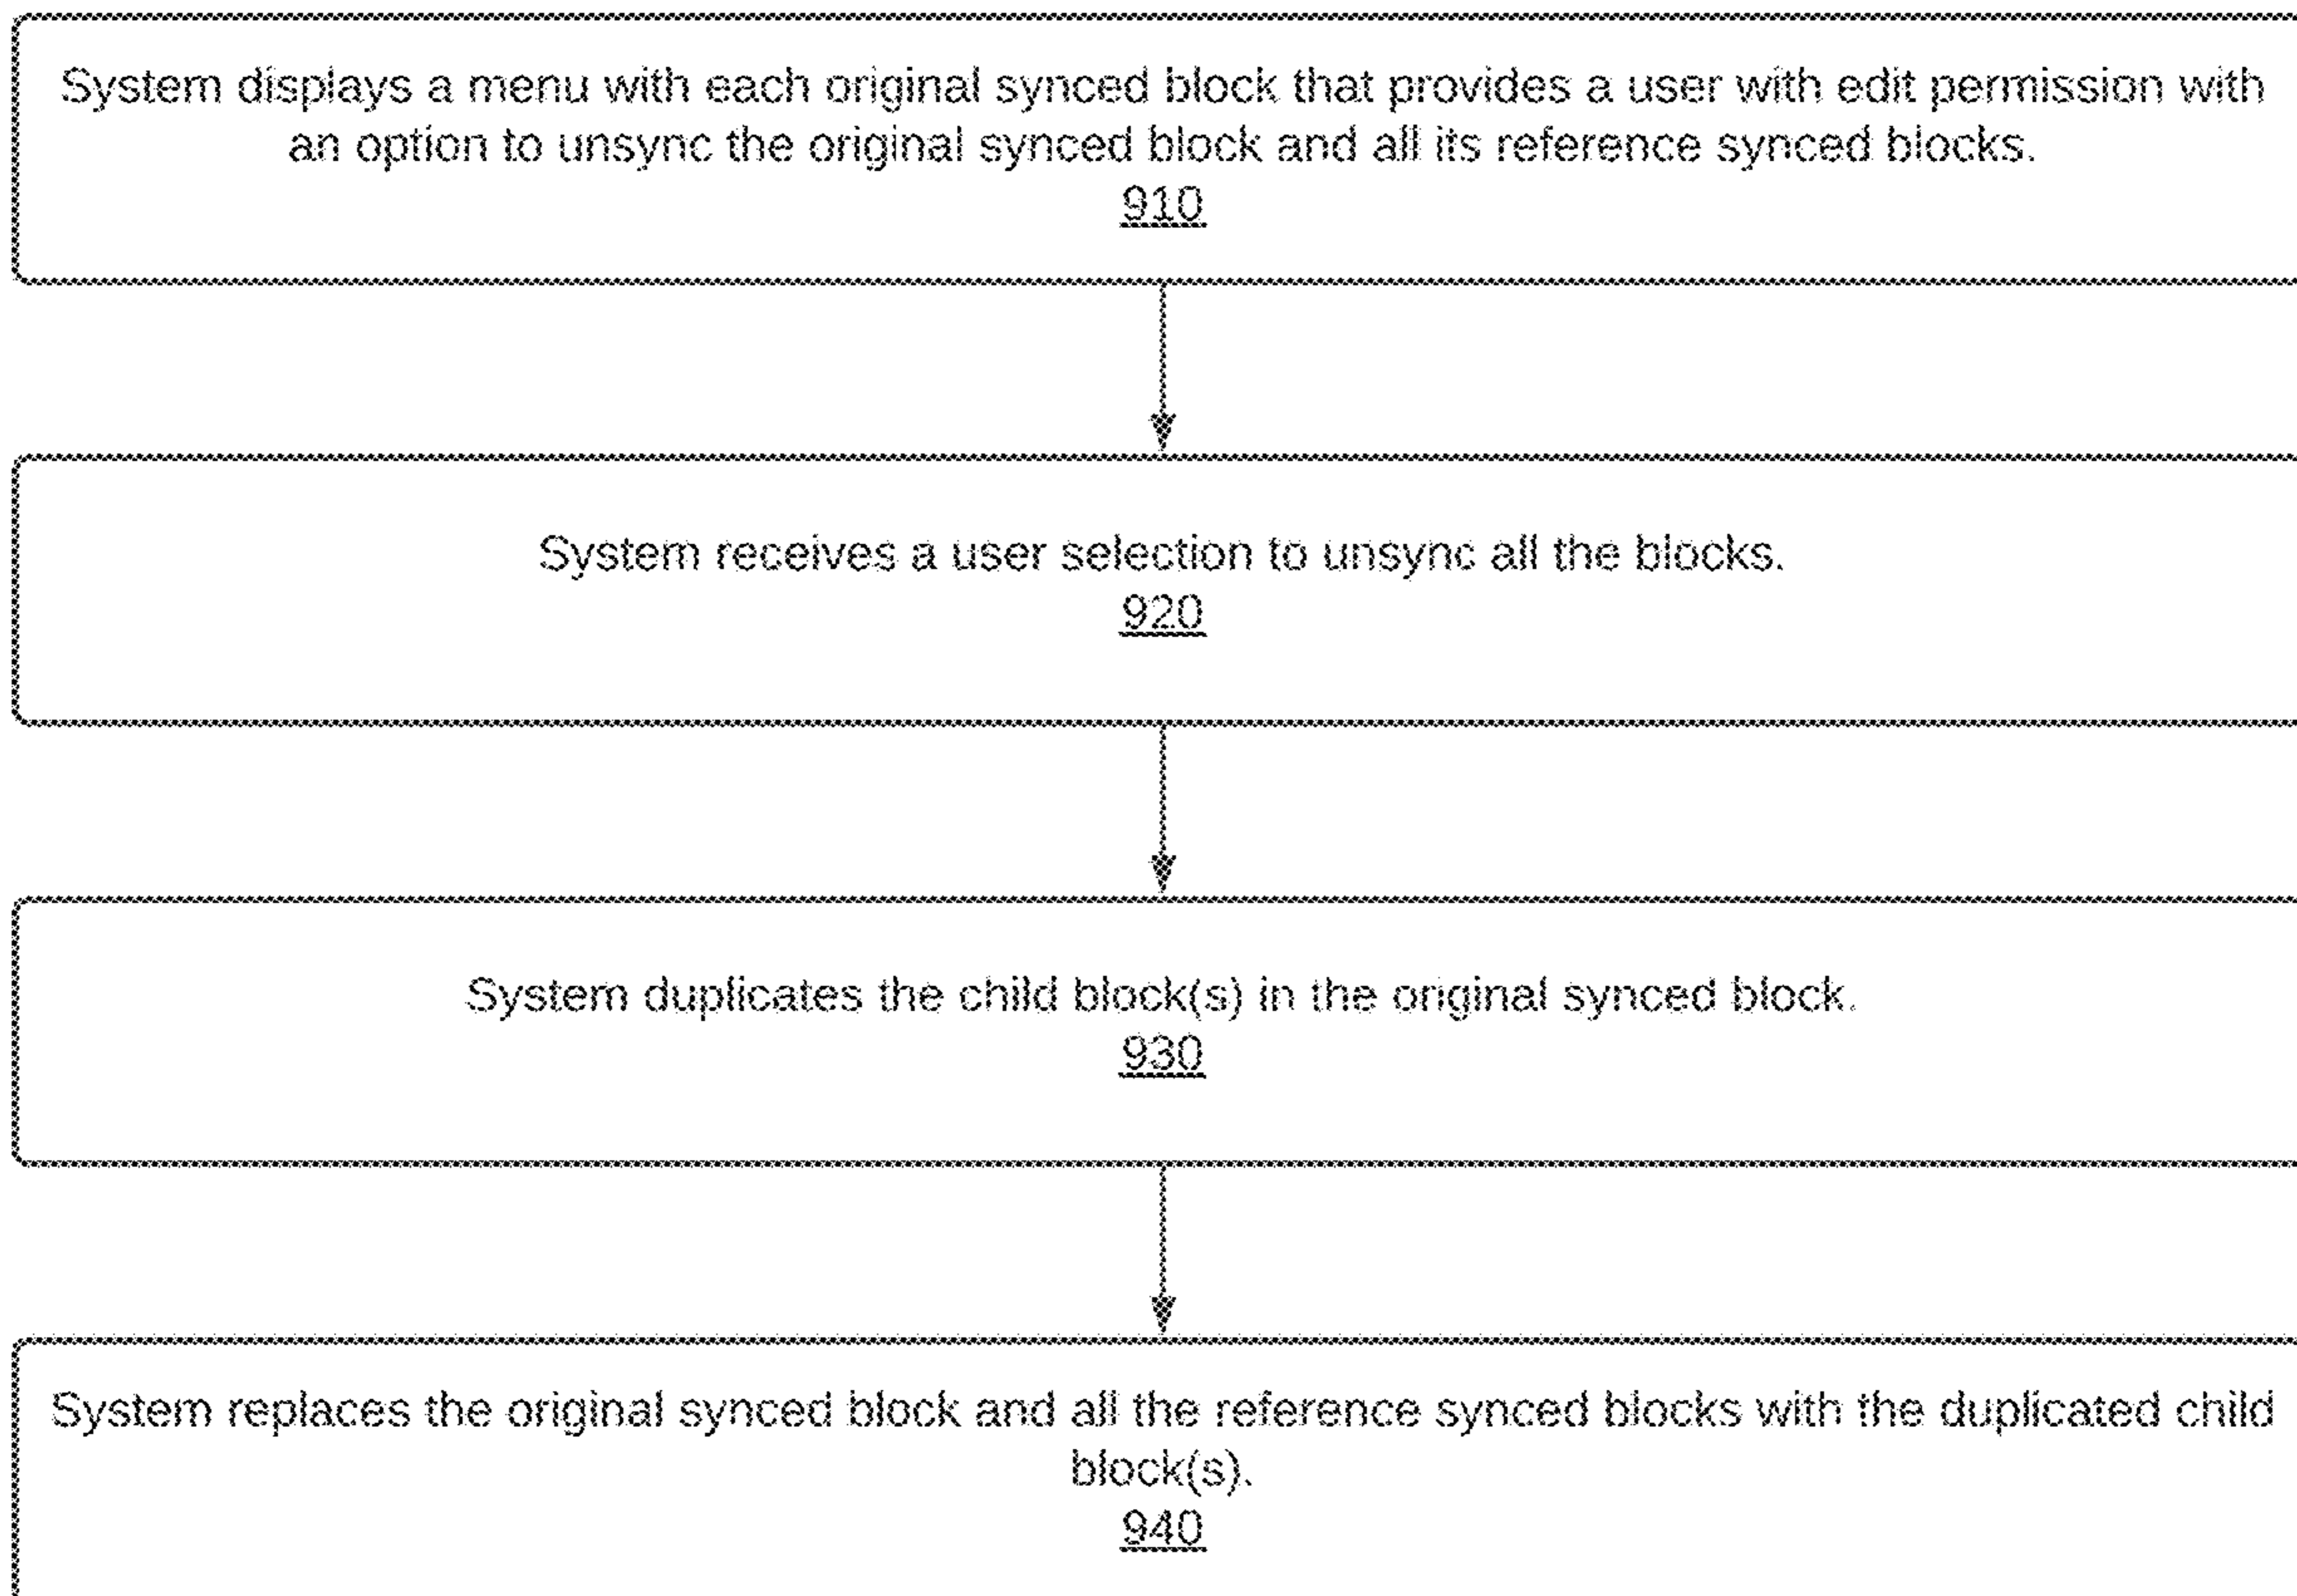 System displays a menu with each original synced block that provides a user with edit permission with
an option to unsync the original synced block and all its reference synced blocks.
910
System receives a user selection to unsync all the blocks.
920
System duplicates the child block(s) in the original synced block.
930
System replaces the original synced block and all the reference synced blocks with the duplicated child
block(s).
940